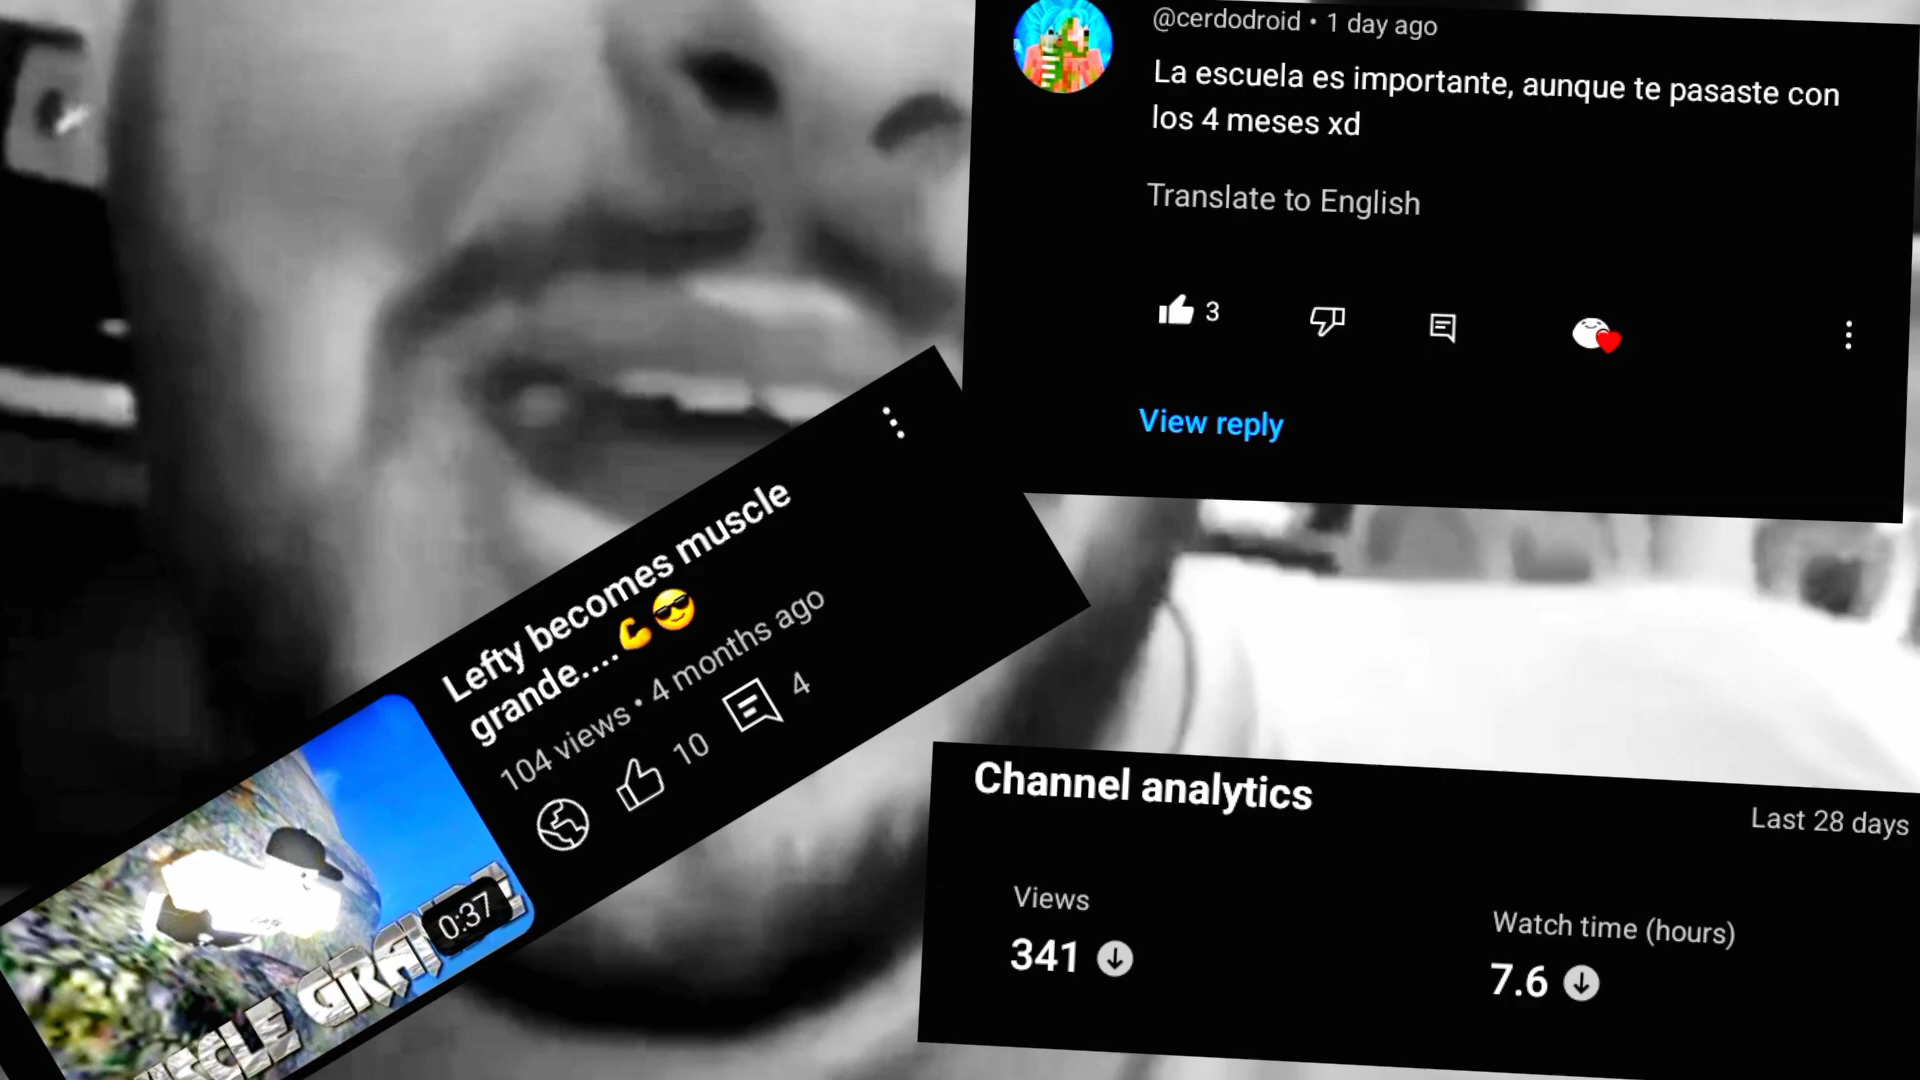 @cerdodroid • 1 day ago
La escuela es importante, aunque te pasaste con
los 4 meses xd
Translate to English
3
View reply
Lefty becomes muscle
grande....💪😎
104 views • 4 months ago
10 4
0:37
GRANDE
Channel analytics
Last 28 days
Views
Watch time (hours)
341
7.6